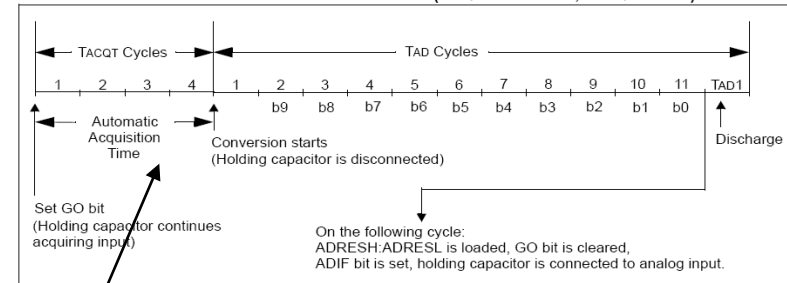 TACQT Cycles TAD Cycles
1 2 3 4 1 2 3 4 5 6 7 8 9 10 11 TAD1
b9 b8 b7 b6 b5 b4 b3 b2 b1 b0
Automatic
Acquisition
Time
Conversion starts
(Holding capacitor is disconnected)
Discharge
Set GO bit
(Holding capacitor continues
acquiring input)
On the following cycle:
ADRESH:ADRESL is loaded, GO bit is cleared,
ADIF bit is set, holding capacitor is connected to analog input.